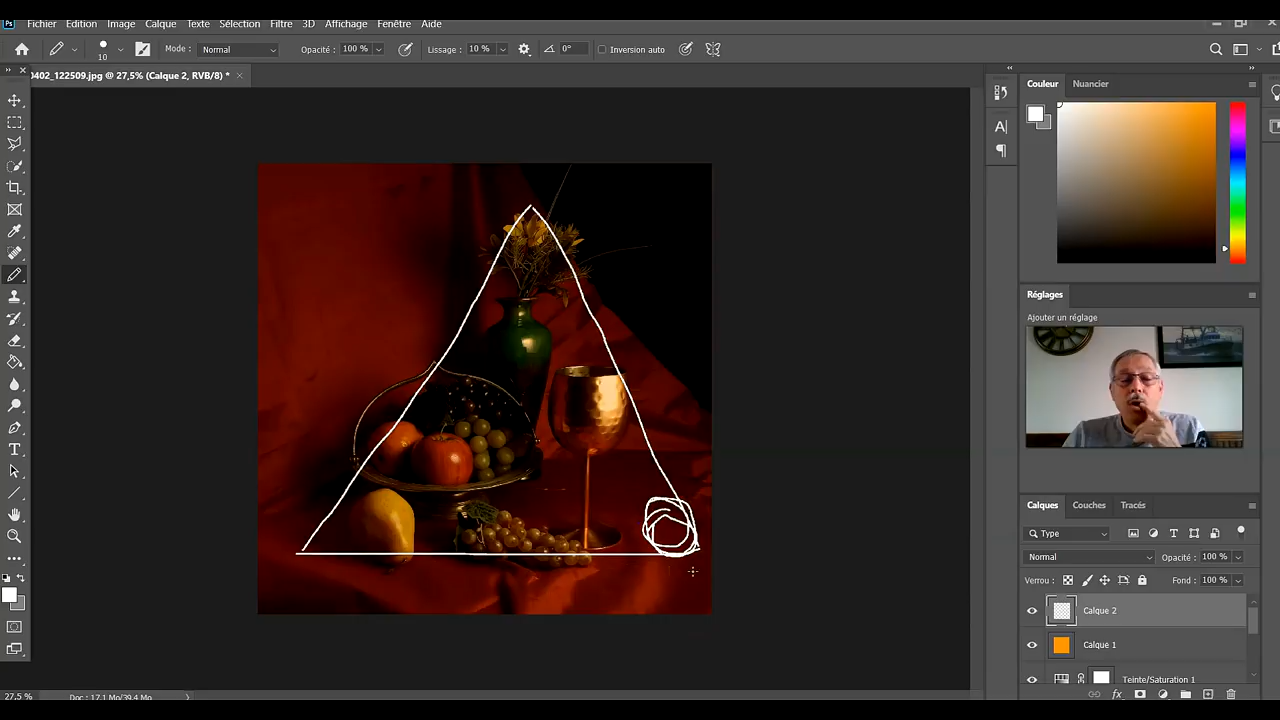 Ps Fichier Edition Image Calque Texte Sélection Filtre 3D Affichage Fenêtre Aide
10 Mode : Normal Opacité : 100 % Lissage : 10 % 0° Inversion auto
0402_122509.jpg @ 27,5% (Calque 2, RVB/8) * ×
Couleur Nuancier
Réglages
Ajouter un réglage
Calques Couches Tracés
Type
Normal Opacité : 100 %
Verrou : Fond : 100 %
Calque 2
Calque 1
Teinte/Saturation 1
27,5 % Doc : 17,1 Mo/39,4 Mo